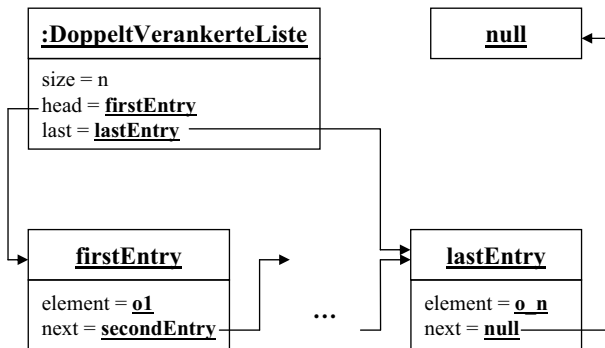 :DoppeltVerankerteListe
size = n
head = firstEntry
last = lastEntry
null
firstEntry
element = o1
next = secondEntry
...
lastEntry
element = o_n
next = null